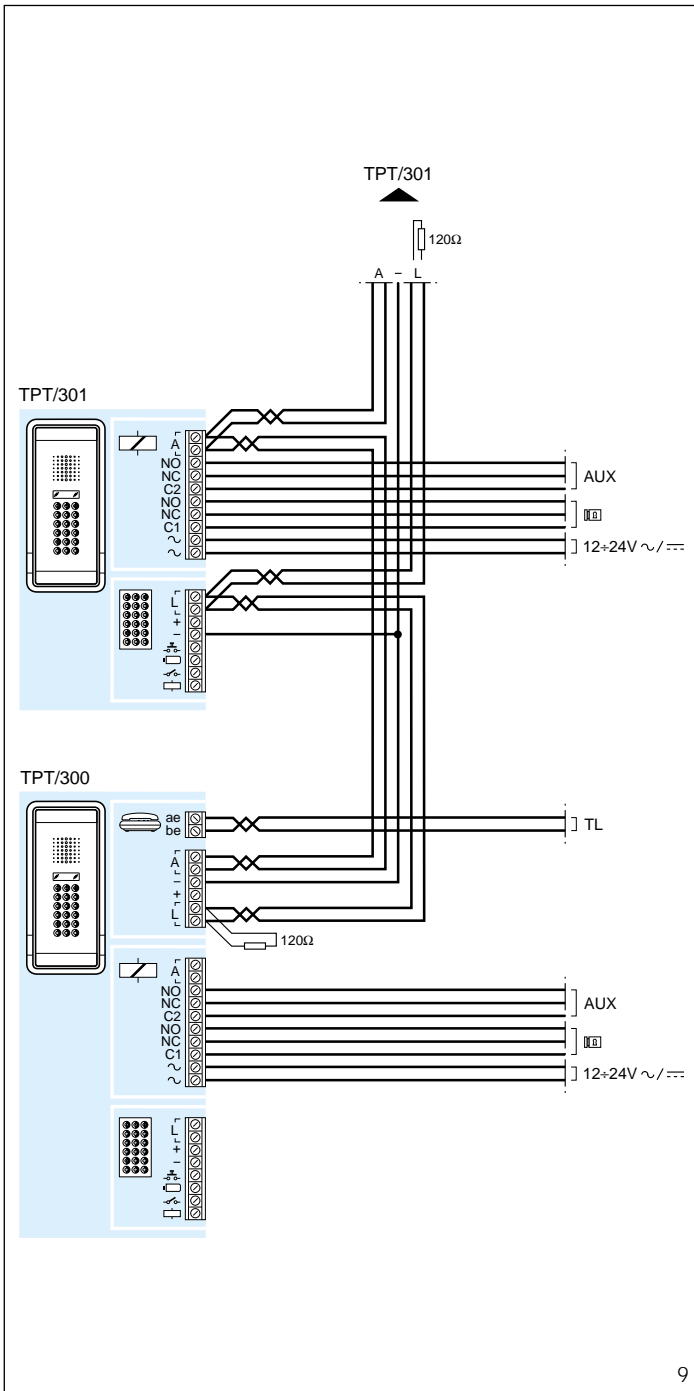 TPT/301
120Ω
A – L
TPT/301
A
NO
NC
C2
NO
NC
C1
∼
∼
AUX
12÷24V ∼/⎓
L
+
–
TPT/300
ae
be
TL
A
–
+
L
120Ω
A
NO
NC
C2
NO
NC
C1
∼
∼
AUX
12÷24V ∼/⎓
L
+
–
9